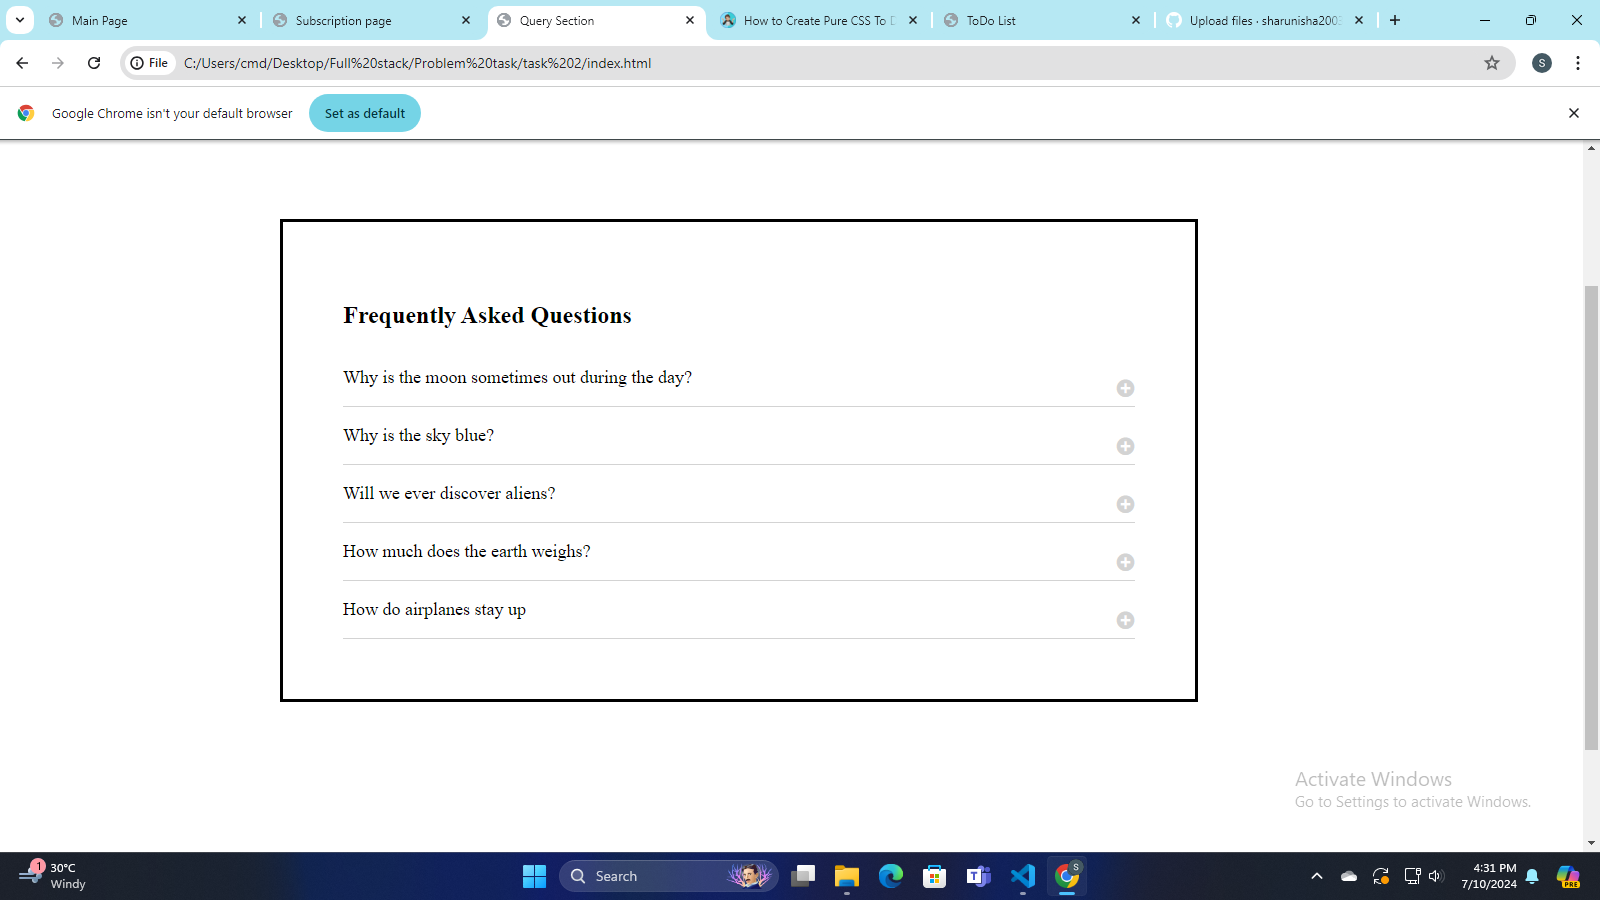 Main Page
Subscription page
Query Section
How to Create Pure CSS To D
ToDo List
Upload files · sharunisha2003
File
C:/Users/cmd/Desktop/Full%20stack/Problem%20task/task%202/index.html
S
Google Chrome isn't your default browser
Set as default
Frequently Asked Questions
Why is the moon sometimes out during the day?
Why is the sky blue?
Will we ever discover aliens?
How much does the earth weighs?
How do airplanes stay up
Activate Windows
Go to Settings to activate Windows.
1
30°C
Windy
Search
S
4:31 PM
7/10/2024
PRE